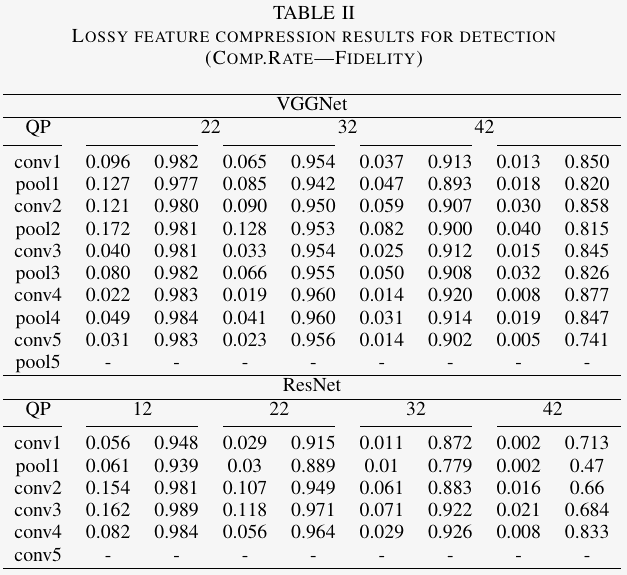 TABLE II
LOSSY FEATURE COMPRESSION RESULTS FOR DETECTION
(COMP.RATE—FIDELITY)
VGGNet
QP 22 32 42
conv1 0.096 0.982 0.065 0.954 0.037 0.913 0.013 0.850
pool1 0.127 0.977 0.085 0.942 0.047 0.893 0.018 0.820
conv2 0.121 0.980 0.090 0.950 0.059 0.907 0.030 0.858
pool2 0.172 0.981 0.128 0.953 0.082 0.900 0.040 0.815
conv3 0.040 0.981 0.033 0.954 0.025 0.912 0.015 0.845
pool3 0.080 0.982 0.066 0.955 0.050 0.908 0.032 0.826
conv4 0.022 0.983 0.019 0.960 0.014 0.920 0.008 0.877
pool4 0.049 0.984 0.041 0.960 0.031 0.914 0.019 0.847
conv5 0.031 0.983 0.023 0.956 0.014 0.902 0.005 0.741
pool5 - - - - - - - -
ResNet
QP 12 22 32 42
conv1 0.056 0.948 0.029 0.915 0.011 0.872 0.002 0.713
pool1 0.061 0.939 0.03 0.889 0.01 0.779 0.002 0.47
conv2 0.154 0.981 0.107 0.949 0.061 0.883 0.016 0.66
conv3 0.162 0.989 0.118 0.971 0.071 0.922 0.021 0.684
conv4 0.082 0.984 0.056 0.964 0.029 0.926 0.008 0.833
conv5 - - - - - - - -